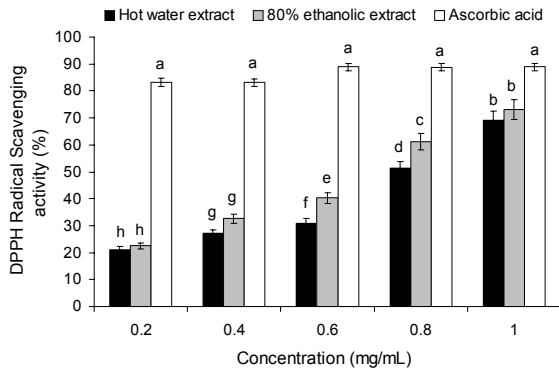 Hot water extract 80% ethanolic extract Ascorbic acid
DPPH Radical Scavenging
activity (%)
100
90
80
70
60
50
40
30
20
10
0
h h a
g g a
f e a
d c a
b b a
0.2 0.4 0.6 0.8 1
Concentration (mg/mL)